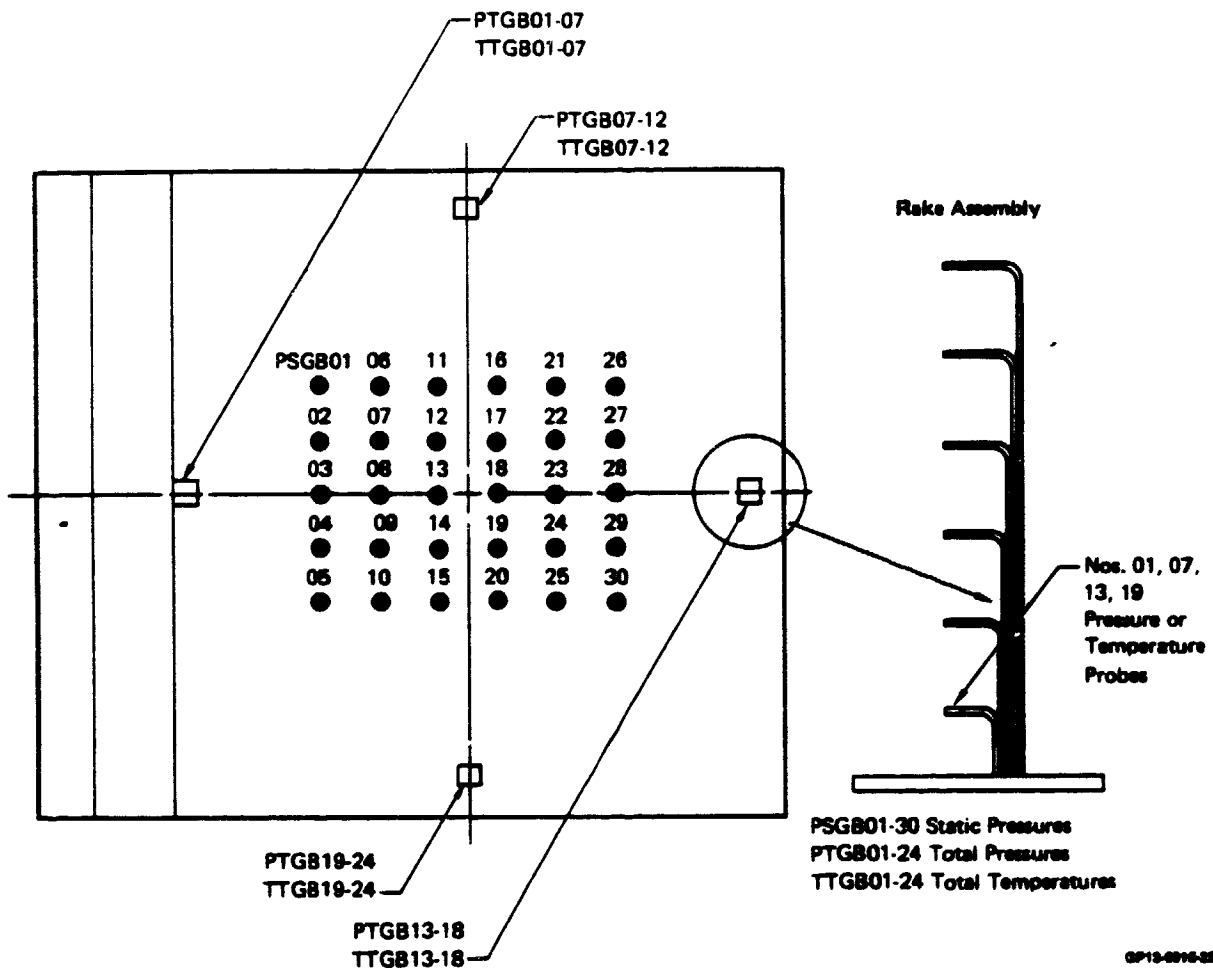 PTGB01-07
TTGB01-07
PTGB07-12
TTGB07-12
Rake Assembly
PSGB01 06 11 16 21 26
02 07 12 17 22 27
03 08 13 18 23 28
04 09 14 19 24 29
05 10 15 20 25 30
Nos. 01, 07,
13, 19
Pressure or
Temperature
Probes
PSGB01-30 Static Pressures
PTGB01-24 Total Pressures
TTGB01-24 Total Temperatures
PTGB19-24
TTGB19-24
PTGB13-18
TTGB13-18